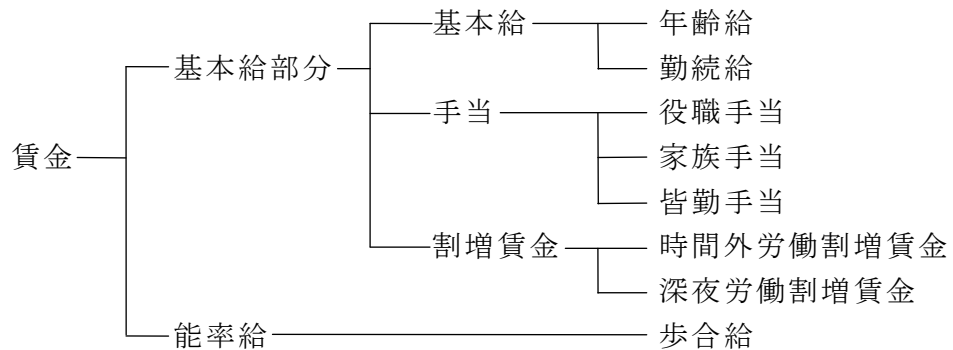 基本給 年齢給
基本給部分 勤続給
手当 役職手当
賃金 家族手当
皆勤手当
割増賃金 時間外労働割増賃金
深夜労働割増賃金
能率給 歩合給